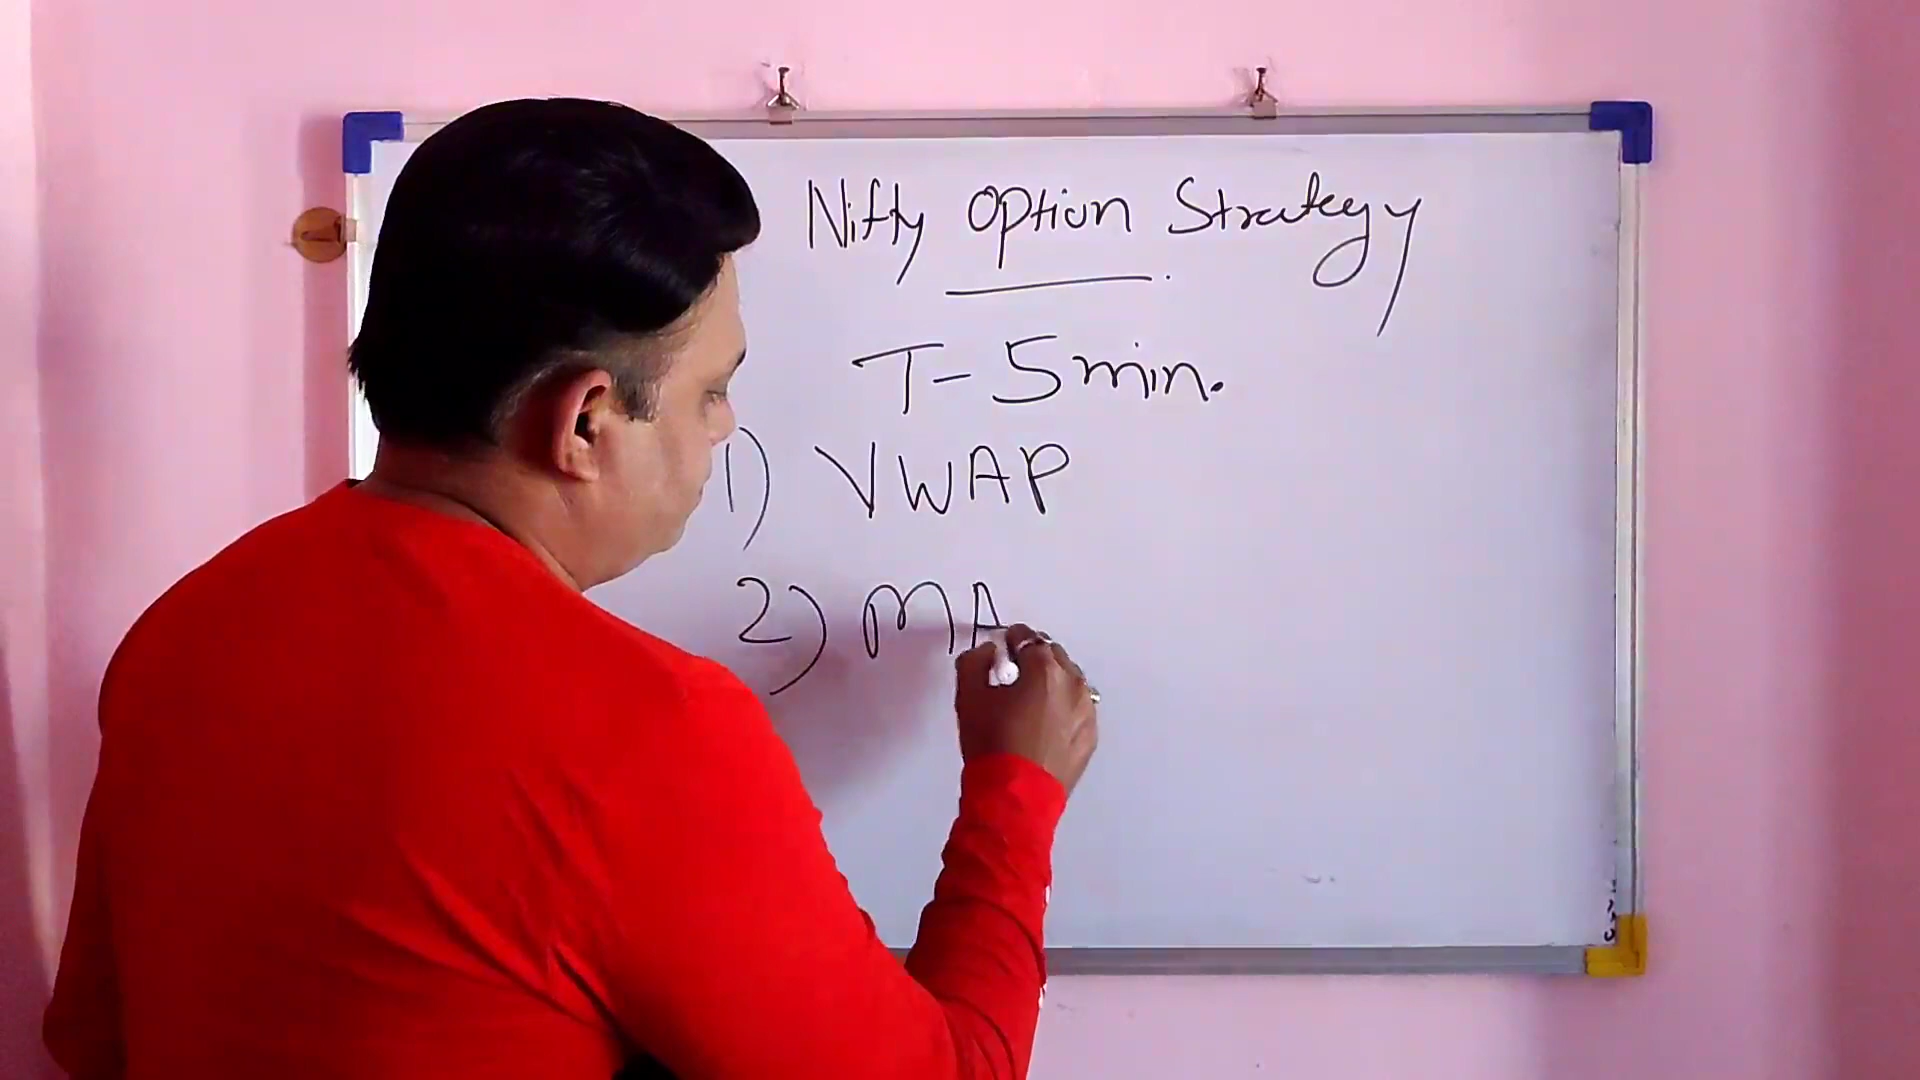 Nifty Option Strategy
T- 5min.
1) VWAP
2) MA